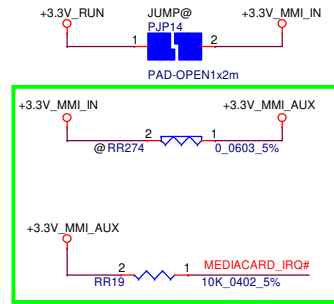 +3.3V_RUN JUMP@ +3.3V_MMI_IN
PJP14
1 2
PAD-OPEN1x2m
+3.3V_MMI_IN +3.3V_MMI_AUX
2 1
@ RR274 0_0603_5%
+3.3V_MMI_AUX
2 1 MEDIACARD_IRQ#
RR19 10K_0402_5%